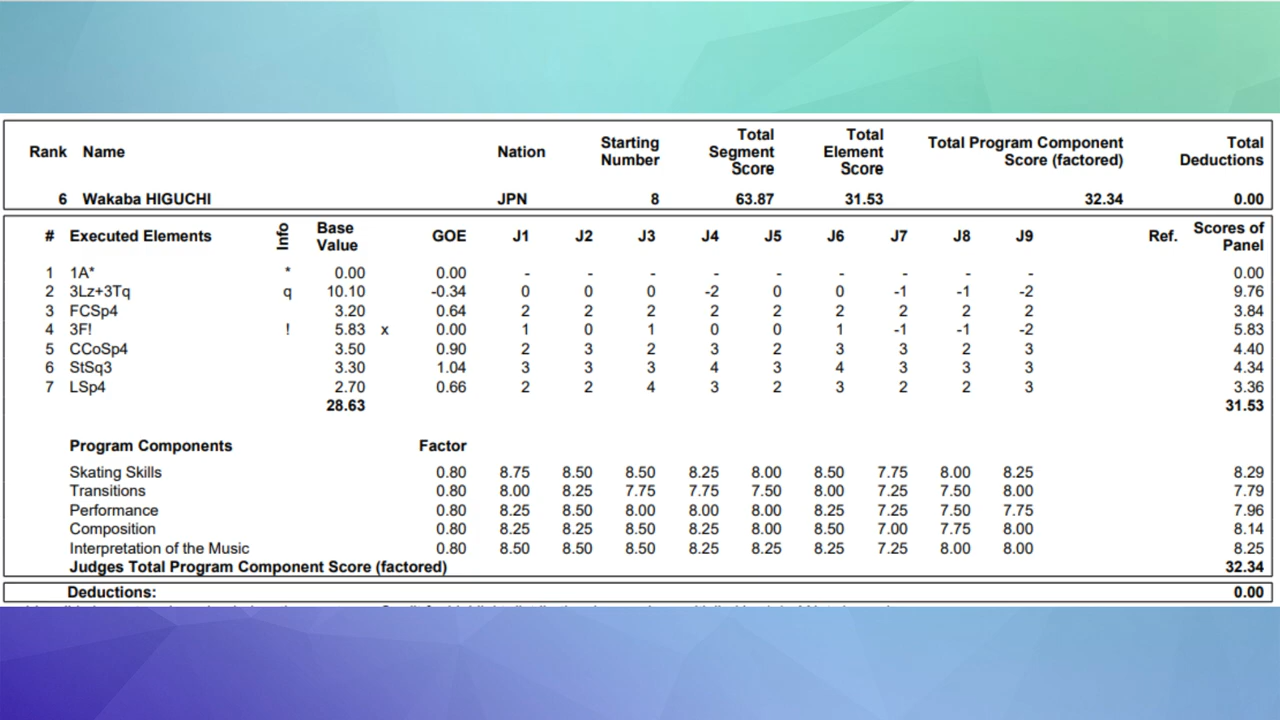 Rank Name Nation Starting Number Total Segment Score Total Element Score Total Program Component Score (factored) Total Deductions
6 Wakaba HIGUCHI JPN 8 63.87 31.53 32.34 0.00
# Executed Elements Info Base Value GOE J1 J2 J3 J4 J5 J6 J7 J8 J9 Ref. Scores of Panel
1 1A* * 0.00 0.00 - - - - - - - - - 0.00
2 3Lz+3Tq q 10.10 -0.34 0 0 0 -2 0 0 -1 -1 -2 9.76
3 FCSp4 3.20 0.64 2 2 2 2 2 2 2 2 2 3.84
4 3F! ! 5.83 x 0.00 1 0 1 0 0 1 -1 -1 -2 5.83
5 CCoSp4 3.50 0.90 2 3 2 3 2 3 3 2 3 4.40
6 StSq3 3.30 1.04 3 3 3 4 3 4 3 3 3 4.34
7 LSp4 2.70 0.66 2 2 4 3 2 3 2 2 3 3.36
28.63 31.53
Program Components Factor
Skating Skills 0.80 8.75 8.50 8.50 8.25 8.00 8.50 7.75 8.00 8.25 8.29
Transitions 0.80 8.00 8.25 7.75 7.75 7.50 8.00 7.25 7.50 8.00 7.79
Performance 0.80 8.25 8.50 8.00 8.00 8.00 8.25 7.25 7.50 7.75 7.96
Composition 0.80 8.25 8.25 8.50 8.25 8.00 8.50 7.00 7.75 8.00 8.14
Interpretation of the Music 0.80 8.50 8.50 8.50 8.25 8.25 8.25 7.25 8.00 8.00 8.25
Judges Total Program Component Score (factored) 32.34
Deductions: 0.00